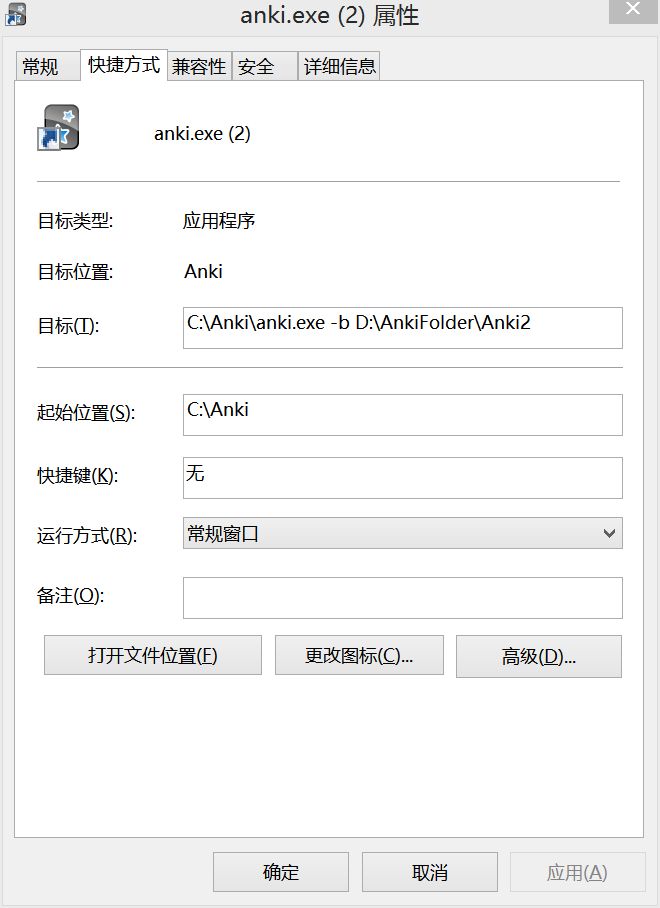 anki.exe (2) 属性
常规 快捷方式 兼容性 安全 详细信息
anki.exe (2)
目标类型: 应用程序
目标位置: Anki
目标(T): C:\Anki\anki.exe -b D:\AnkiFolder\Anki2
起始位置(S): C:\Anki
快捷键(K): 无
运行方式(R): 常规窗口
备注(O):
打开文件位置(F) 更改图标(C)... 高级(D)...
确定 取消 应用(A)